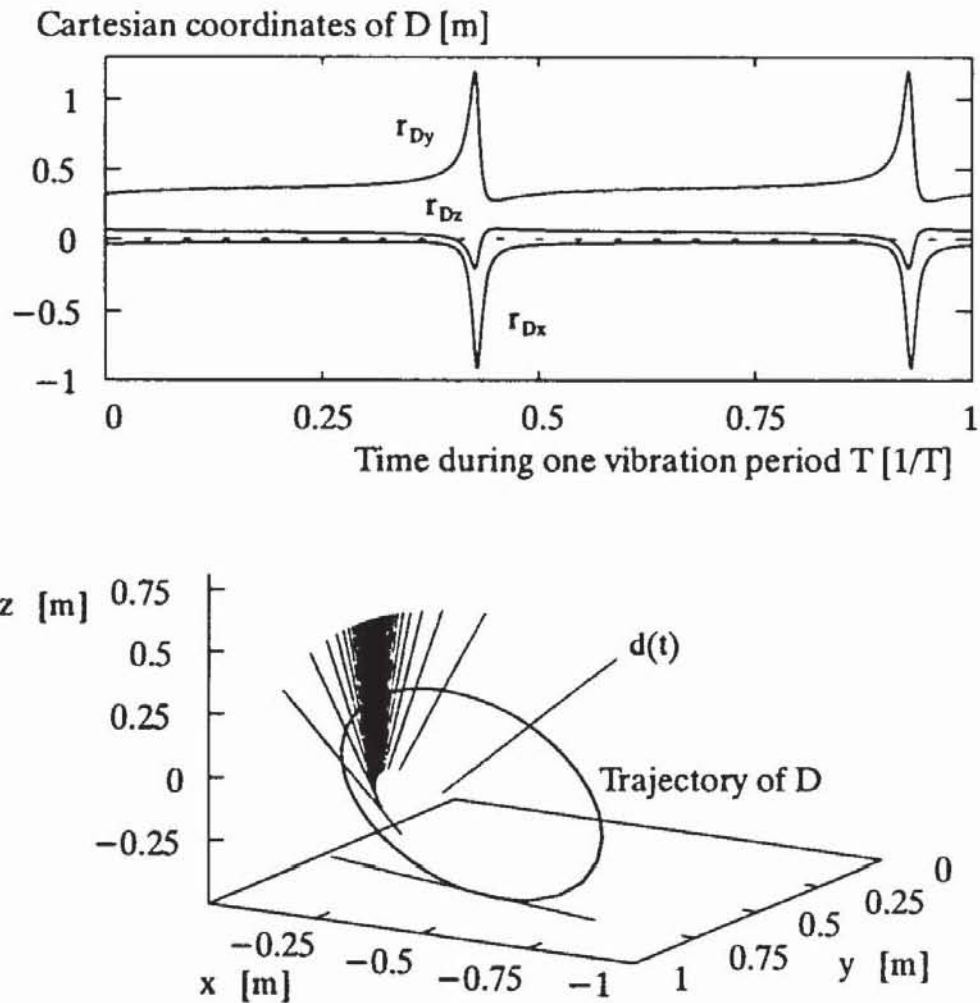 Cartesian coordinates of D [m]
1
0.5
0
−0.5
−1
r_Dy
r_Dz
r_Dx
0 0.25 0.5 0.75 1
Time during one vibration period T [1/T]
z [m]
0.75
0.5
0.25
0
−0.25
d(t)
Trajectory of D
−0.25
−0.5
−0.75
−1
x [m]
0
0.25
0.5
0.75
1
y [m]